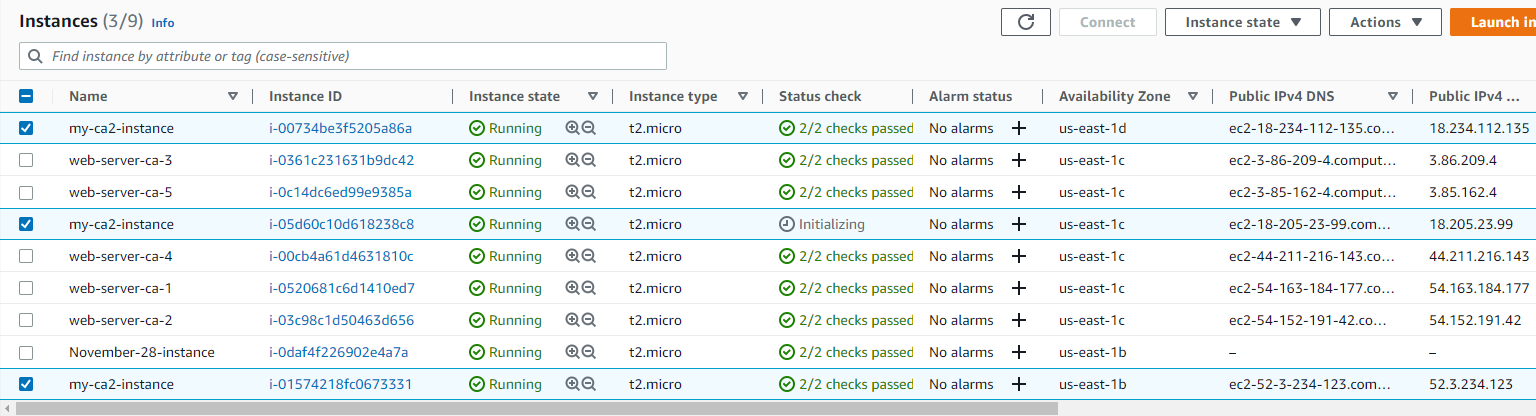 Instances (3/9) Info Connect Instance state Actions Launch in
Find instance by attribute or tag (case-sensitive)
Name Instance ID Instance state Instance type Status check Alarm status Availability Zone Public IPv4 DNS Public IPv4 ...
my-ca2-instance i-00734be3f5205a86a Running t2.micro 2/2 checks passed No alarms us-east-1d ec2-18-234-112-135.co... 18.234.112.135
web-server-ca-3 i-0361c231631b9dc42 Running t2.micro 2/2 checks passed No alarms us-east-1c ec2-3-86-209-4.comput... 3.86.209.4
web-server-ca-5 i-0c14dc6ed99e9385a Running t2.micro 2/2 checks passed No alarms us-east-1c ec2-3-85-162-4.comput... 3.85.162.4
my-ca2-instance i-05d60c10d618238c8 Running t2.micro Initializing No alarms us-east-1c ec2-18-205-23-99.com... 18.205.23.99
web-server-ca-4 i-00cb4a61d4631810c Running t2.micro 2/2 checks passed No alarms us-east-1c ec2-44-211-216-143.co... 44.211.216.143
web-server-ca-1 i-0520681c6d1410ed7 Running t2.micro 2/2 checks passed No alarms us-east-1c ec2-54-163-184-177.co... 54.163.184.177
web-server-ca-2 i-03c98c1d50463d656 Running t2.micro 2/2 checks passed No alarms us-east-1c ec2-54-152-191-42.co... 54.152.191.42
November-28-instance i-0daf4f226902e4a7a Running t2.micro 2/2 checks passed No alarms us-east-1b – –
my-ca2-instance i-01574218fc0673331 Running t2.micro 2/2 checks passed No alarms us-east-1b ec2-52-3-234-123.com... 52.3.234.123